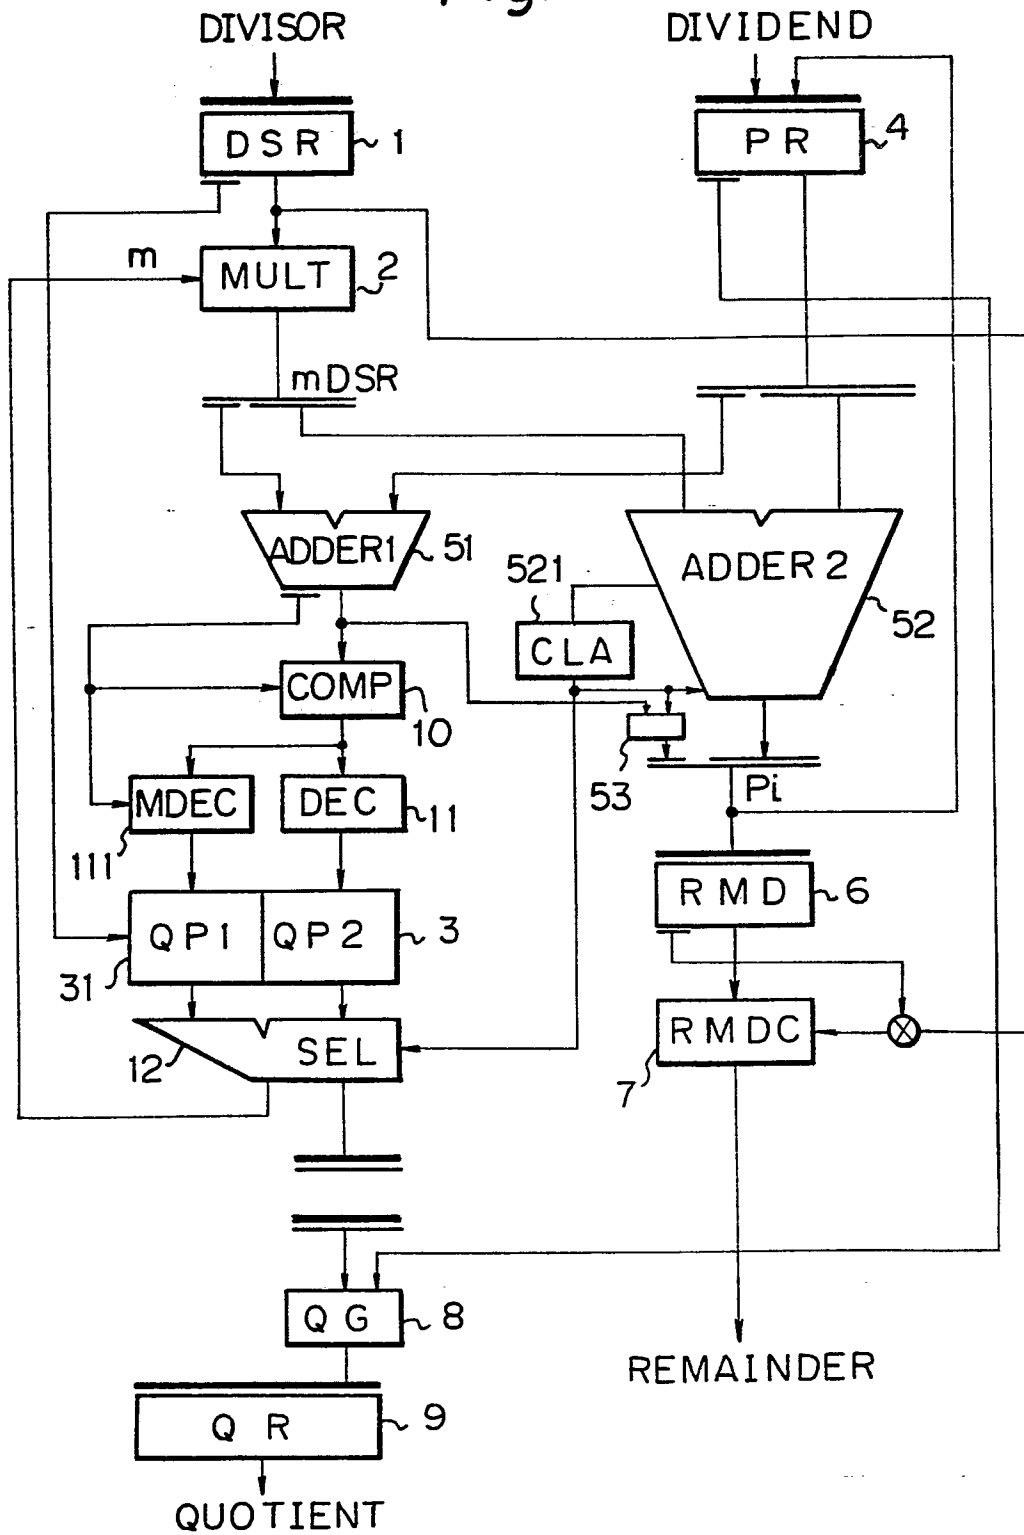 DIVISOR
DIVIDEND
DSR
1
PR
4
m
MULT
2
mDSR
ADDER1
51
521
ADDER 2
52
CLA
COMP
10
53
Pi
MDEC
DEC
11
111
RMD
6
QP1
QP2
3
31
RMDC
7
12
SEL
QG
8
REMAINDER
QR
9
QUOTIENT